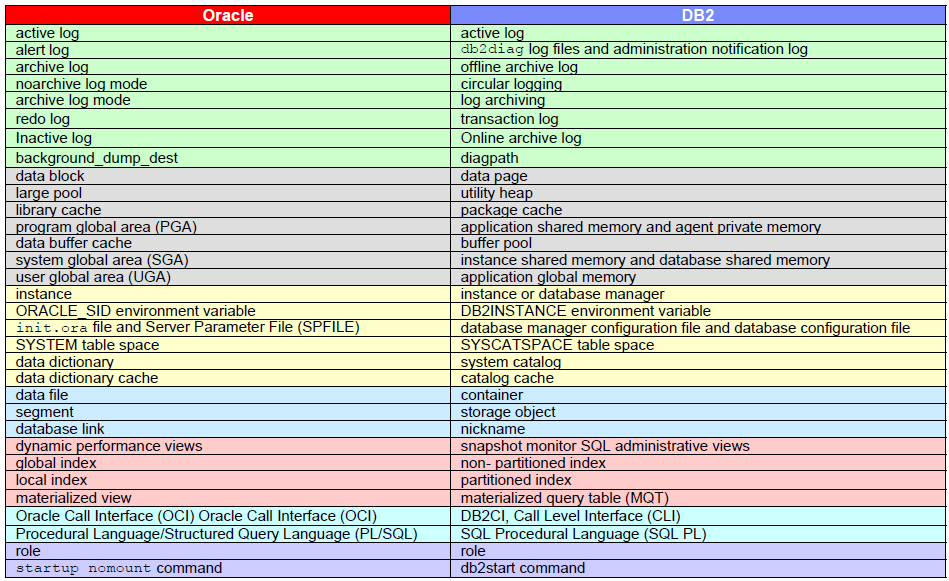 Oracle DB2
active log active log
alert log db2diag log files and administration notification log
archive log offline archive log
noarchive log mode circular logging
archive log mode log archiving
redo log transaction log
Inactive log Online archive log
background_dump_dest diagpath
data block data page
large pool utility heap
library cache package cache
program global area (PGA) application shared memory and agent private memory
data buffer cache buffer pool
system global area (SGA) instance shared memory and database shared memory
user global area (UGA) application global memory
instance instance or database manager
ORACLE_SID environment variable DB2INSTANCE environment variable
init.ora file and Server Parameter File (SPFILE) database manager configuration file and database configuration file
SYSTEM table space SYSCATSPACE table space
data dictionary system catalog
data dictionary cache catalog cache
data file container
segment storage object
database link nickname
dynamic performance views snapshot monitor SQL administrative views
global index non- partitioned index
local index partitioned index
materialized view materialized query table (MQT)
Oracle Call Interface (OCI) Oracle Call Interface (OCI) DB2CI, Call Level Interface (CLI)
Procedural Language/Structured Query Language (PL/SQL) SQL Procedural Language (SQL PL)
role role
startup nomount command db2start command